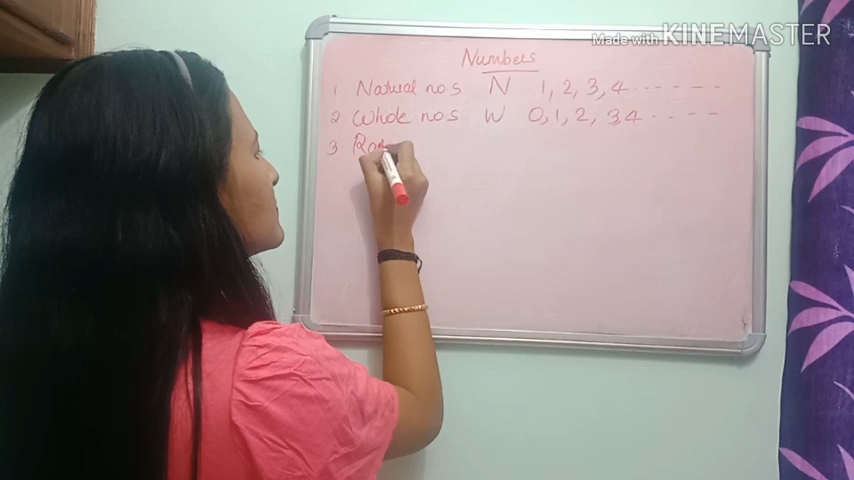 Made with KINEMASTER
Numbers
1 Natural nos N 1, 2, 3, 4 ------
2 Whole nos W 0, 1, 2, 3, 4 -----
3. Rat